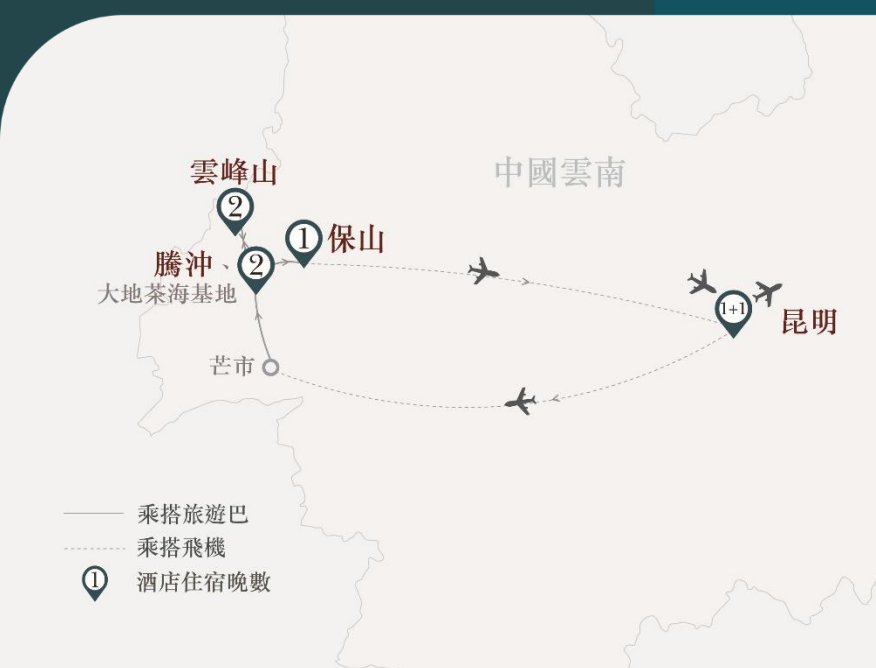 中國雲南
雲峰山
2
1
保山
騰沖、
2
大地茶海基地
1+1
昆明
芒市
乘搭旅遊巴
乘搭飛機
1
酒店住宿晚數